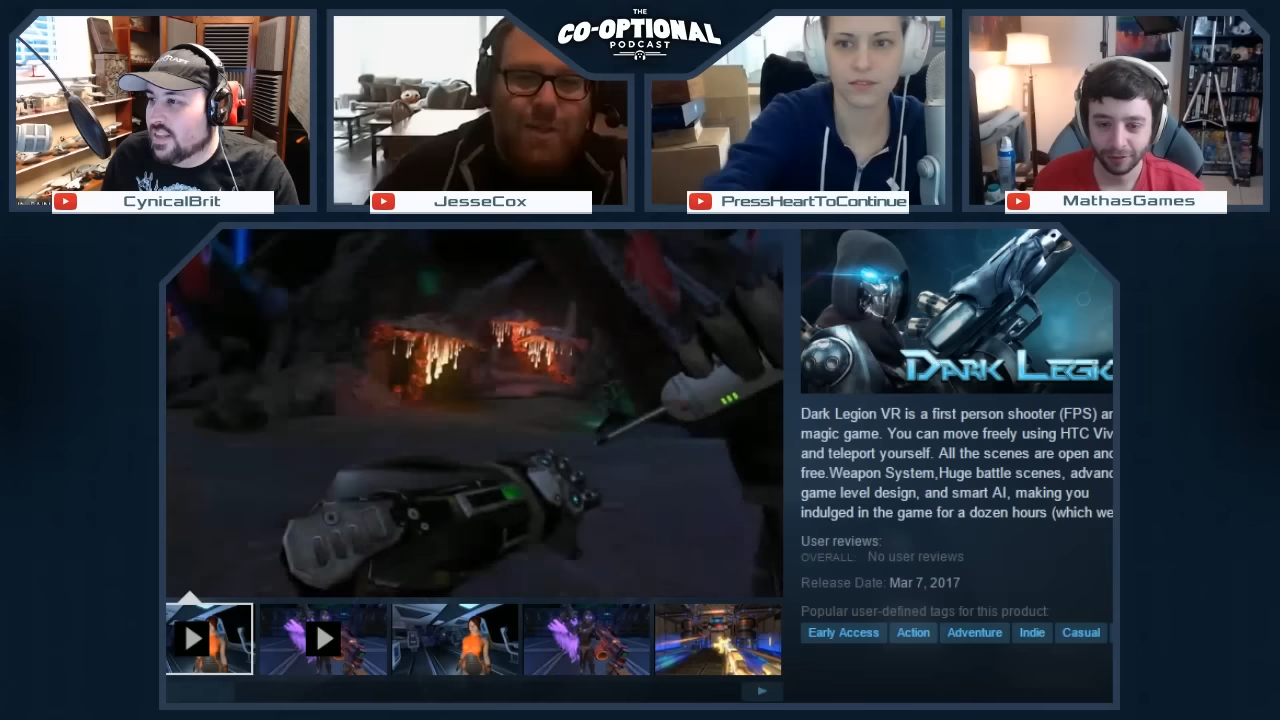 THE
CO-OPTIONAL
PODCAST
CynicalBrit
JesseCox
PressHeartToContinue
MathasGames
DARK LEGIO
Dark Legion VR is a first person shooter (FPS) an
magic game. You can move freely using HTC Viv
and teleport yourself. All the scenes are open and
free.Weapon System,Huge battle scenes, advanc
game level design, and smart AI, making you
indulged in the game for a dozen hours (which we
User reviews:
OVERALL: No user reviews
Release Date: Mar 7, 2017
Popular user-defined tags for this product:
Early Access Action Adventure Indie Casual